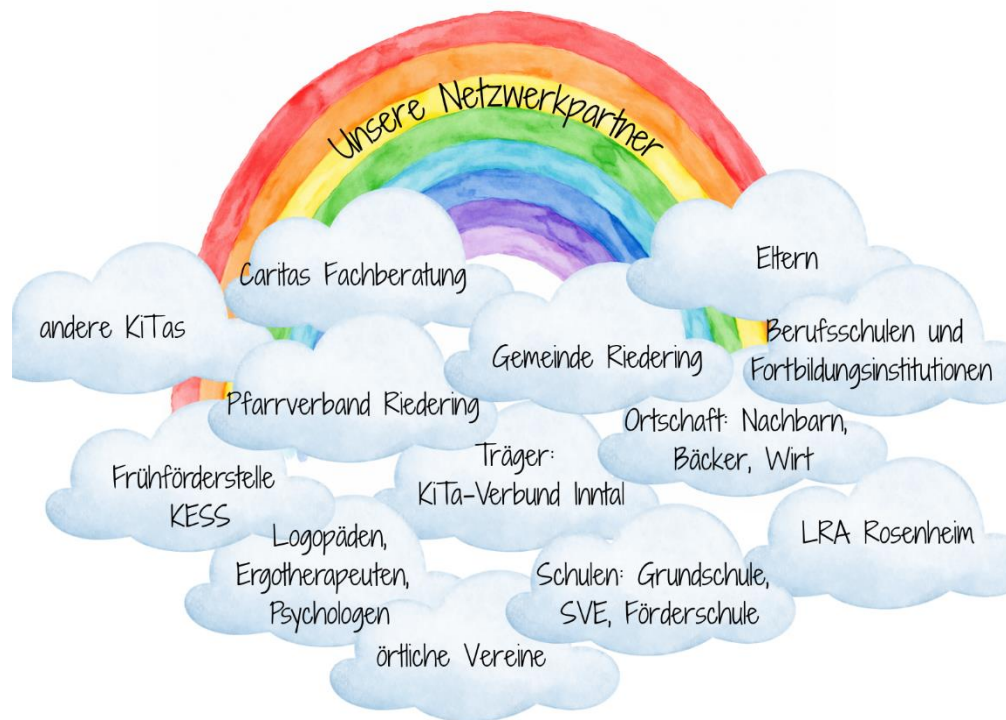 Unsere Netzwerkpartner
Caritas Fachberatung
Eltern
andere KiTas
Gemeinde Riedering
Berufsschulen und
Fortbildungsinstitutionen
Pfarrverband Riedering
Ortschaft: Nachbarn,
Bäcker, Wirt
Träger:
KiTa-Verbund Inntal
Frühförderstelle
KESS
LRA Rosenheim
Logopäden,
Ergotherapeuten,
Psychologen
Schulen: Grundschule,
SVE, Förderschule
örtliche Vereine